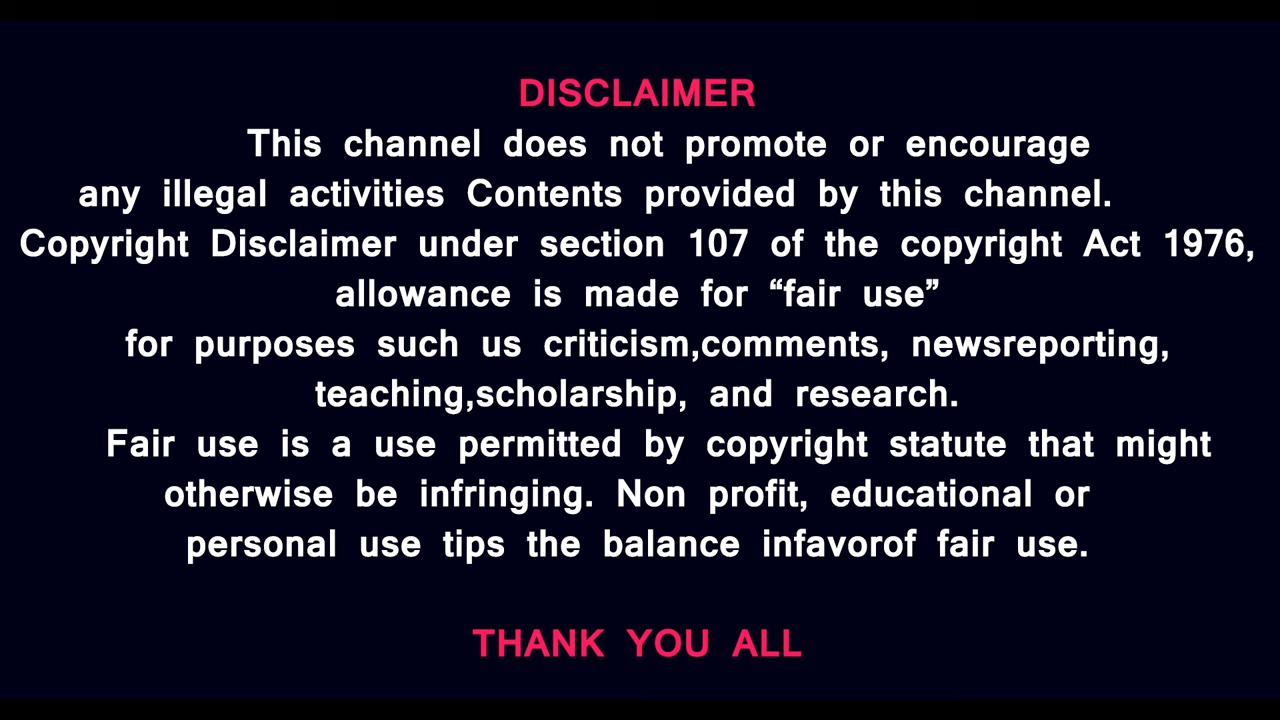 DISCLAIMER
This channel does not promote or encourage
any illegal activities Contents provided by this channel.
Copyright Disclaimer under section 107 of the copyright Act 1976,
allowance is made for “fair use”
for purposes such us criticism,comments, newsreporting,
teaching,scholarship, and research.
Fair use is a use permitted by copyright statute that might
otherwise be infringing. Non profit, educational or
personal use tips the balance infavorof fair use.
THANK YOU ALL